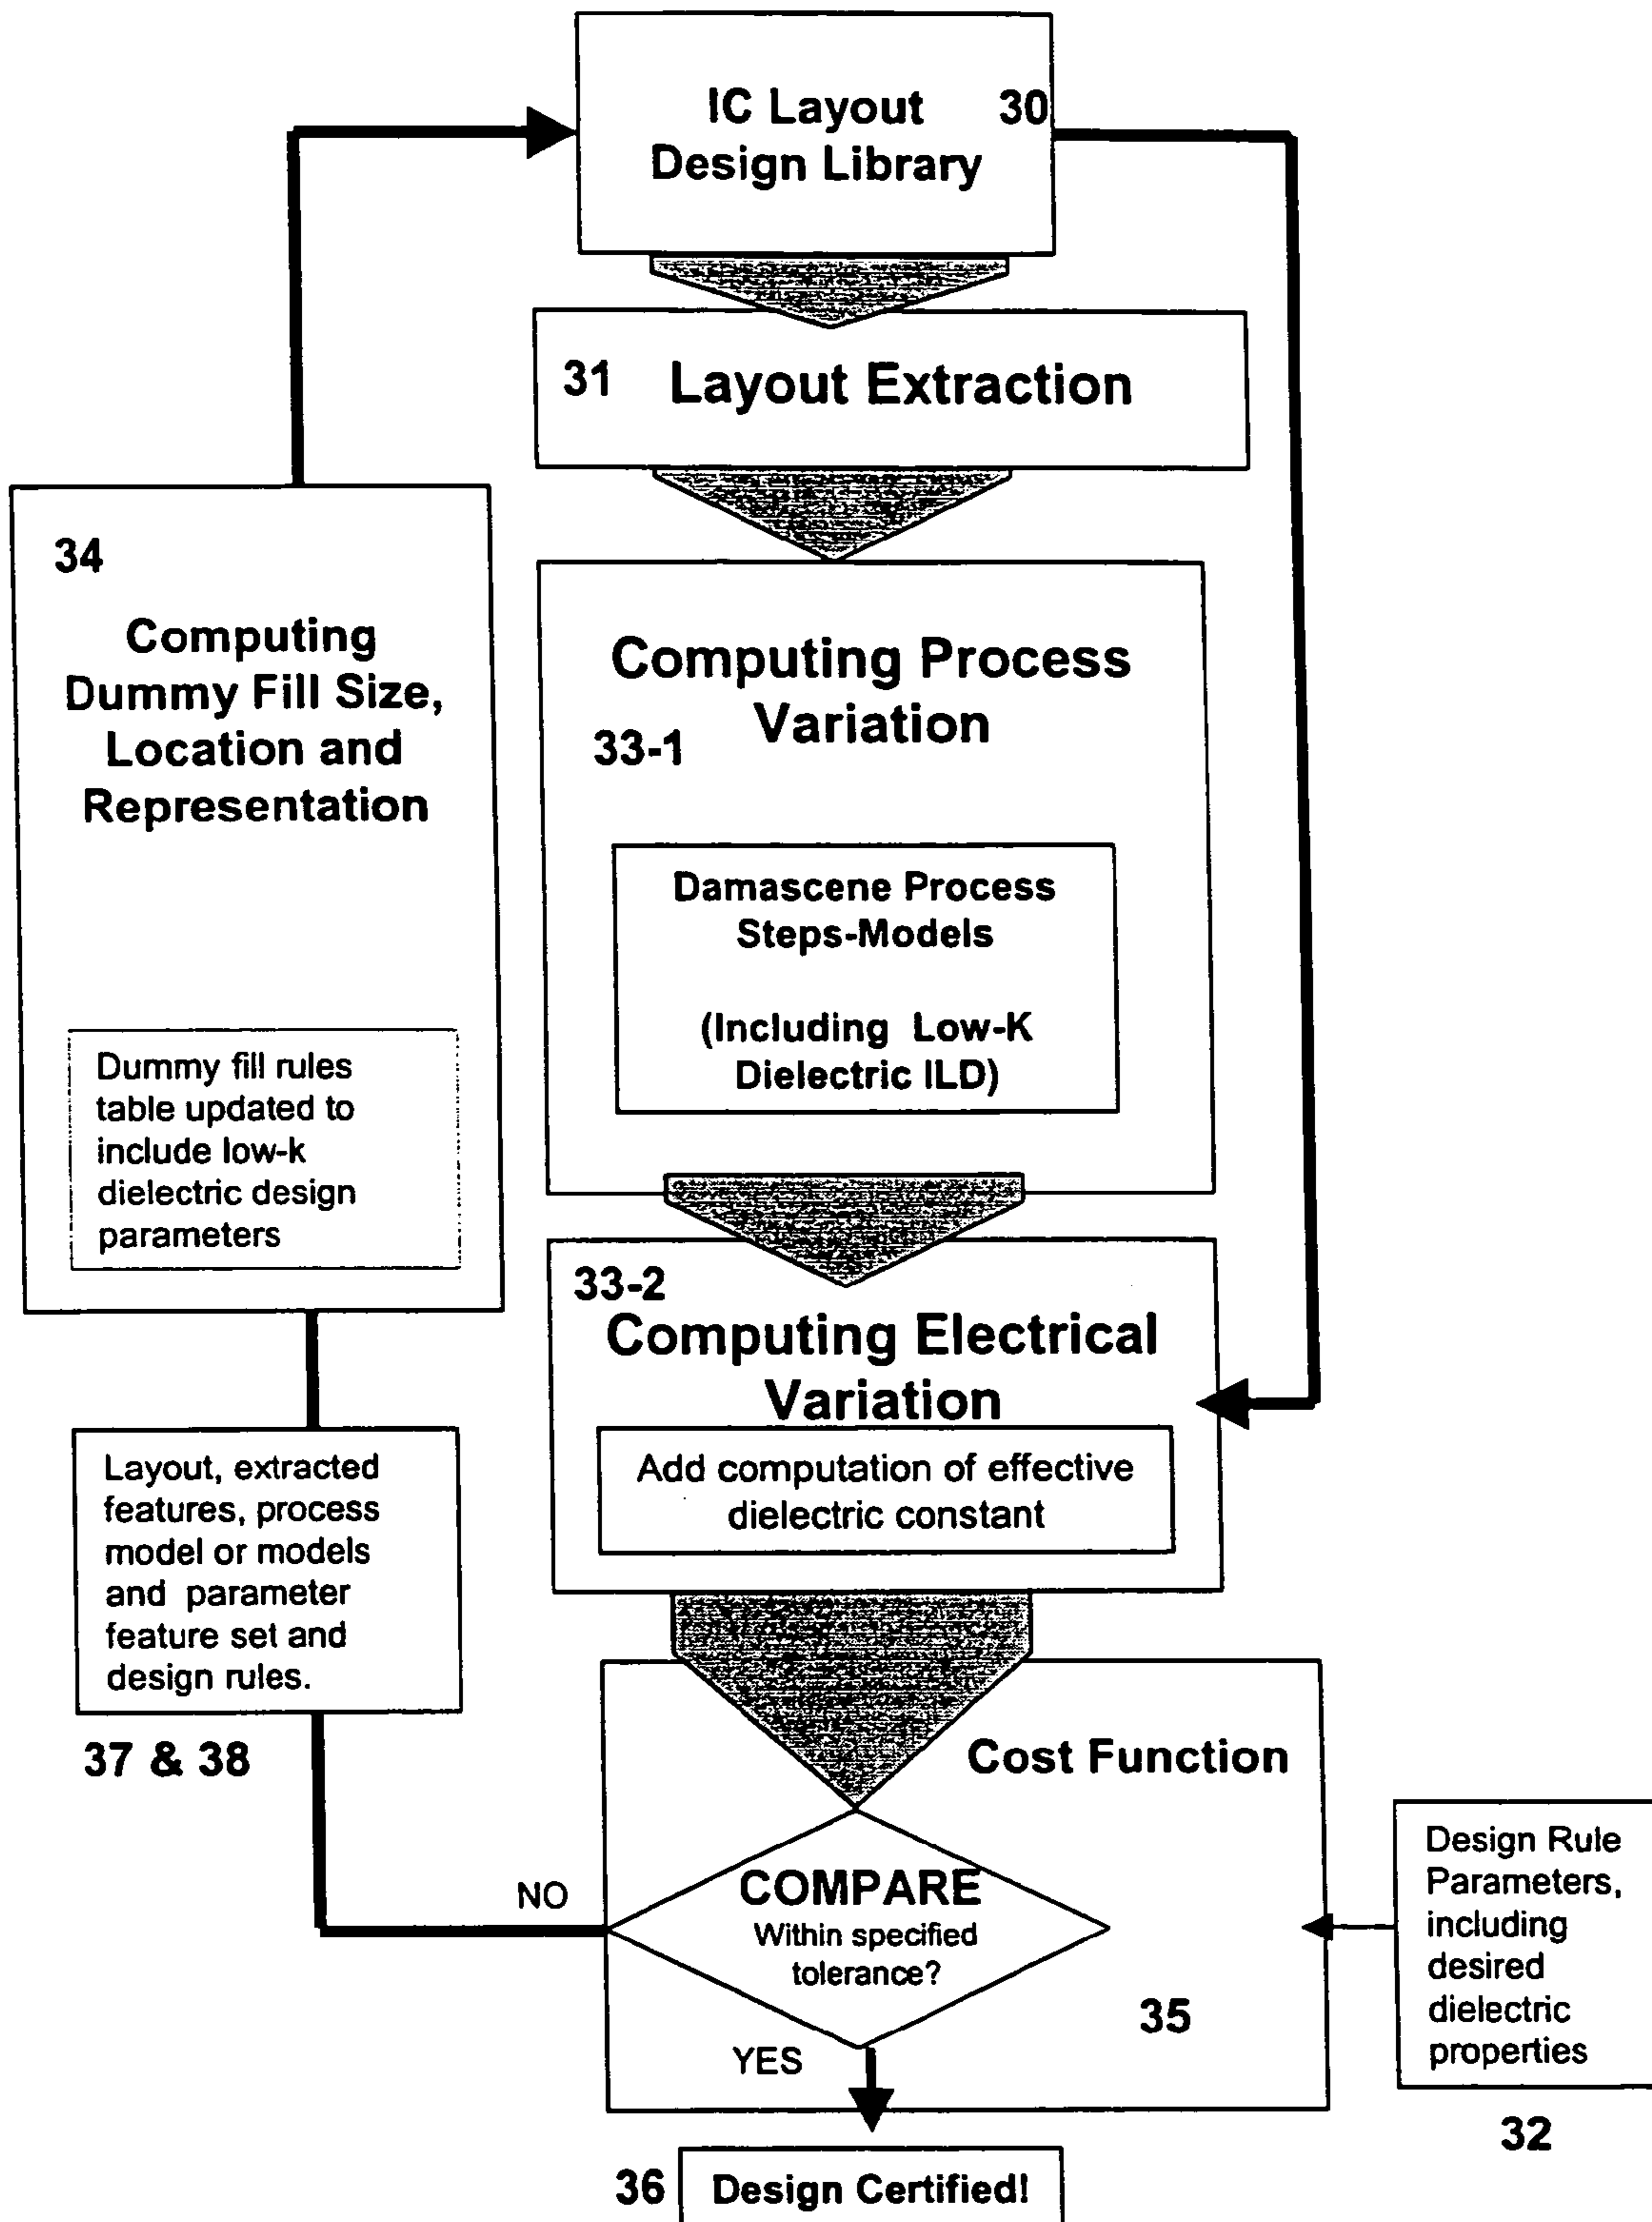 IC Layout 30
Design Library
31 Layout Extraction
34
Computing
Dummy Fill Size,
Location and
Representation
Dummy fill rules
table updated to
include low-k
dielectric design
parameters
Computing Process
Variation
33-1
Damascene Process
Steps-Models
(Including Low-K
Dielectric ILD)
33-2
Computing Electrical
Variation
Add computation of effective
dielectric constant
Layout, extracted
features, process
model or models
and parameter
feature set and
design rules.
37 & 38
Cost Function
COMPARE
Within specified
tolerance?
NO
YES
35
Design Rule
Parameters,
including
desired
dielectric
properties
32
36 Design Certified!